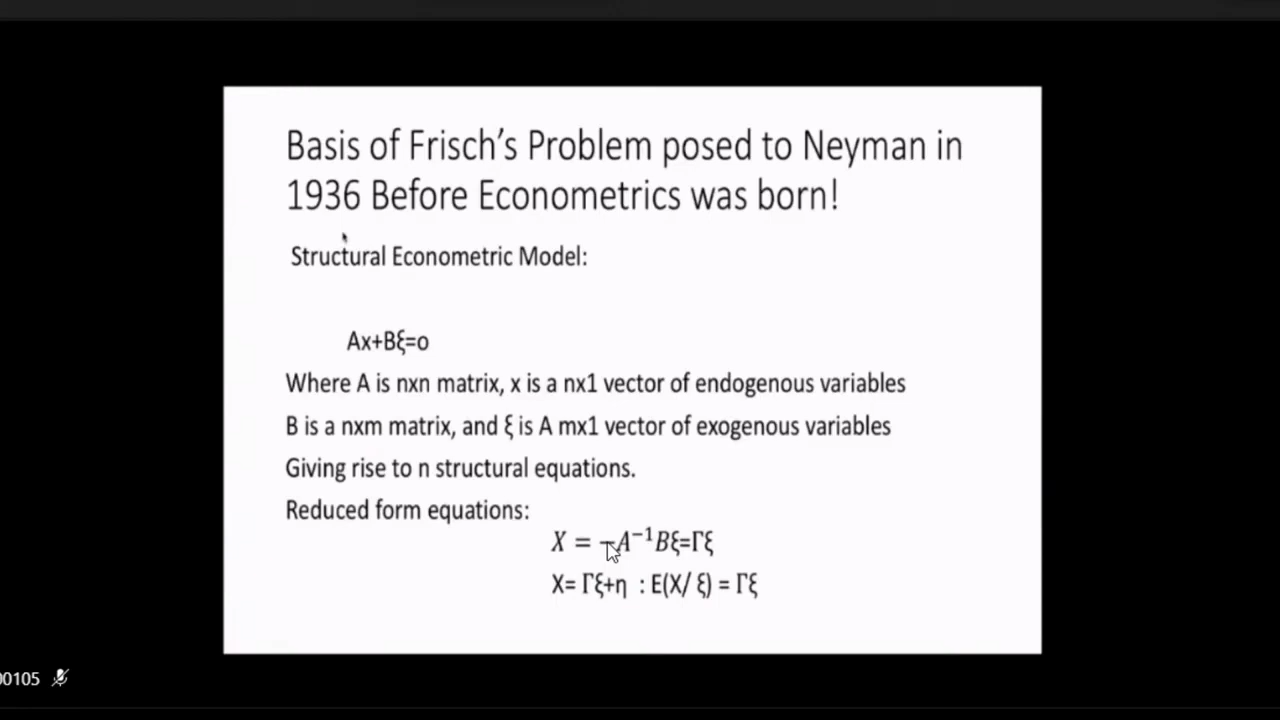 Basis of Frisch's Problem posed to Neyman in
1936 Before Econometrics was born!
Structural Econometric Model:
Ax+Bξ=o
Where A is nxn matrix, x is a nx1 vector of endogenous variables
B is a nxm matrix, and ξ is A mx1 vector of exogenous variables
Giving rise to n structural equations.
Reduced form equations:
X = −A⁻¹Bξ=Γξ
X= Γξ+η : E(X/ ξ) = Γξ
00105